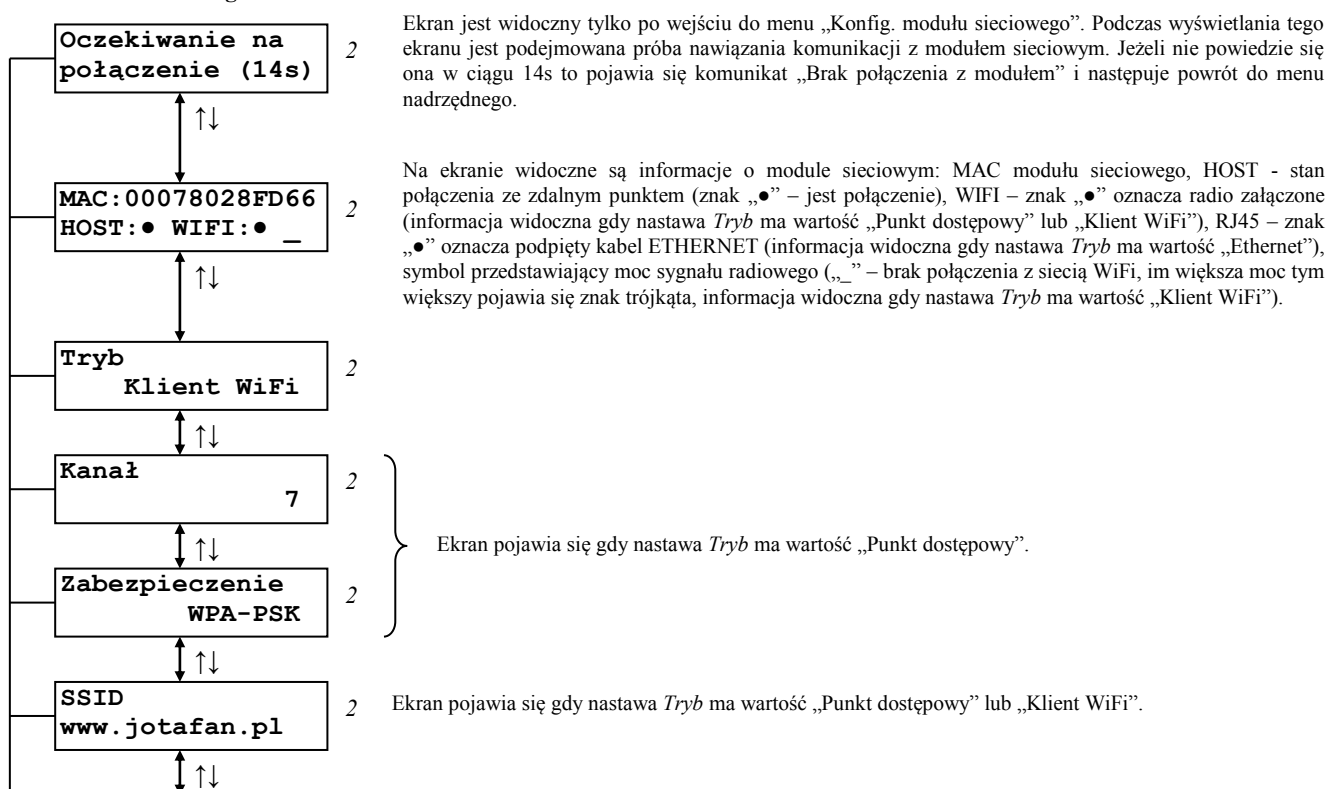 Oczekiwanie na
połączenie (14s)
2
Ekran jest widoczny tylko po wejściu do menu „Konfig. modułu sieciowego”. Podczas wyświetlania tego
ekranu jest podejmowana próba nawiązania komunikacji z modułem sieciowym. Jeżeli nie powiedzie się
ona w ciągu 14s to pojawia się komunikat „Brak połączenia z modułem” i następuje powrót do menu
nadrzędnego.
↑↓
MAC:00078028FD66
HOST:● WIFI:● _
2
Na ekranie widoczne są informacje o module sieciowym: MAC modułu sieciowego, HOST - stan
połączenia ze zdalnym punktem (znak „●” – jest połączenie), WIFI – znak „●” oznacza radio załączone
(informacja widoczna gdy nastawa Tryb ma wartość „Punkt dostępowy” lub „Klient WiFi”), RJ45 – znak
„●” oznacza podpięty kabel ETHERNET (informacja widoczna gdy nastawa Tryb ma wartość „Ethernet”),
symbol przedstawiający moc sygnału radiowego („_” – brak połączenia z siecią WiFi, im większa moc tym
większy pojawia się znak trójkąta, informacja widoczna gdy nastawa Tryb ma wartość „Klient WiFi”).
↑↓
Tryb
Klient WiFi
2
↑↓
Kanał
7
2
↑↓
Ekran pojawia się gdy nastawa Tryb ma wartość „Punkt dostępowy”.
Zabezpieczenie
WPA-PSK
2
↑↓
SSID
www.jotafan.pl
2
Ekran pojawia się gdy nastawa Tryb ma wartość „Punkt dostępowy” lub „Klient WiFi”.
↑↓